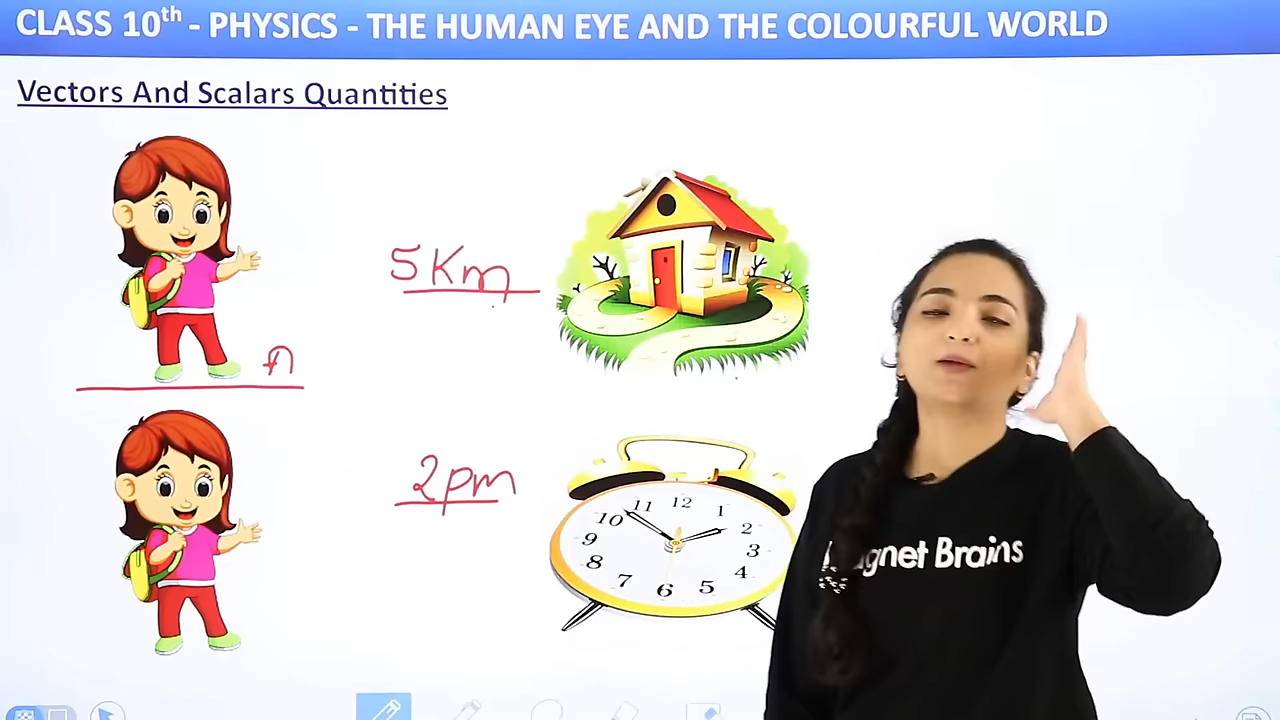 CLASS 10th - PHYSICS - THE HUMAN EYE AND THE COLOURFUL WORLD
Vectors And Scalars Quantities
5 Km
2pm
12
11
1
10
2
9
3
8
4
7
5
6
Brains